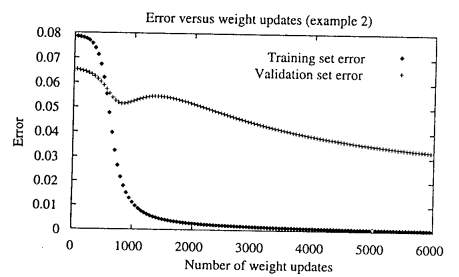 Error versus weight updates (example 2)
0.08
0.07
0.06
0.05
0.04
0.03
0.02
0.01
0
Error
Training set error
Validation set error
0 1000 2000 3000 4000 5000 6000
Number of weight updates